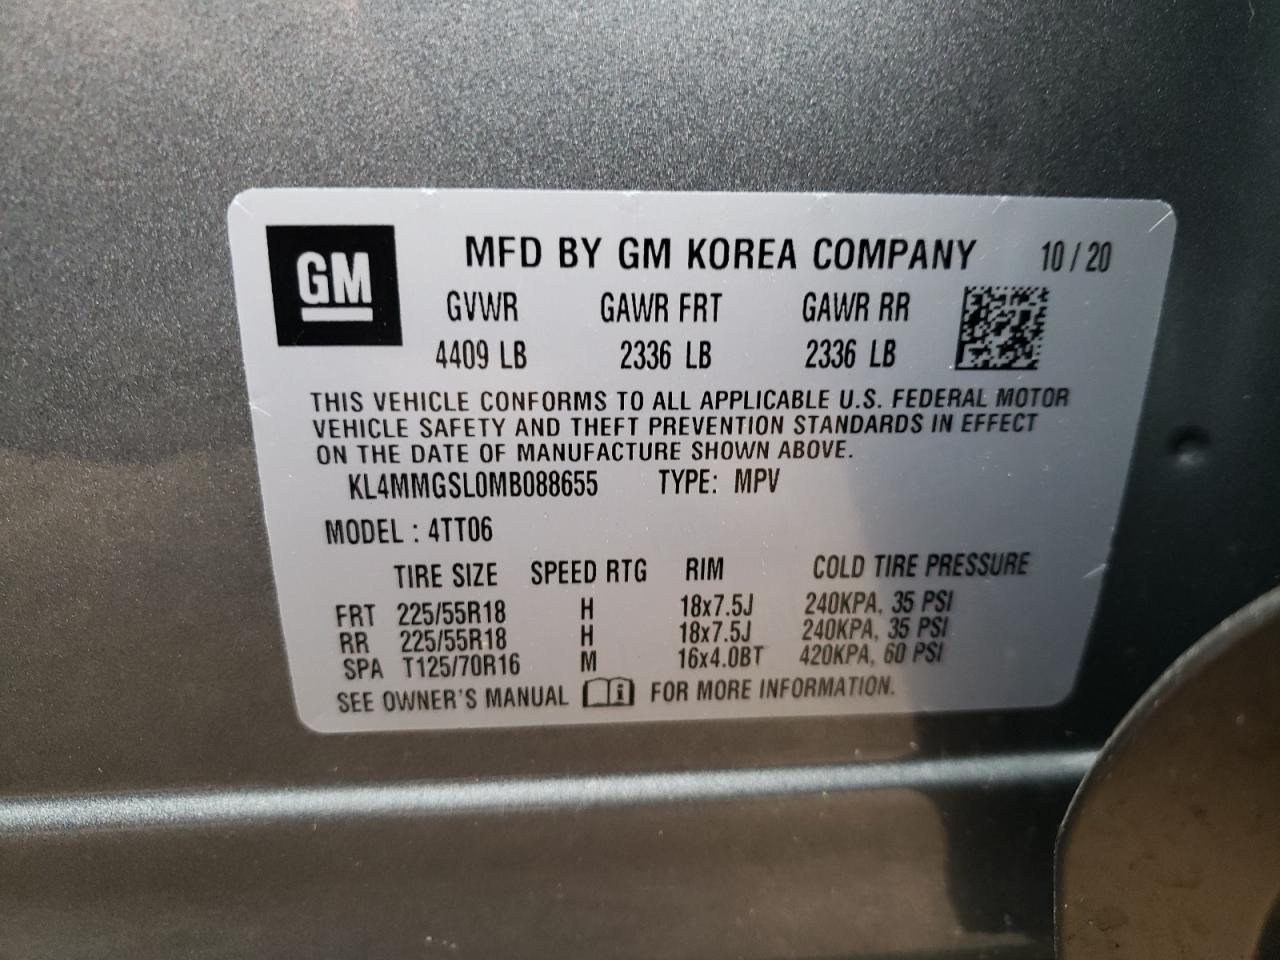 GM
MFD BY GM KOREA COMPANY 10/20
GVWR GAWR FRT GAWR RR
4409 LB 2336 LB 2336 LB
THIS VEHICLE CONFORMS TO ALL APPLICABLE U.S. FEDERAL MOTOR
VEHICLE SAFETY AND THEFT PREVENTION STANDARDS IN EFFECT
ON THE DATE OF MANUFACTURE SHOWN ABOVE.
KL4MMGSL0MB088655 TYPE: MPV
MODEL : 4TT06
TIRE SIZE SPEED RTG RIM COLD TIRE PRESSURE
FRT 225/55R18 H 18x7.5J 240KPA, 35 PSI
RR 225/55R18 H 18x7.5J 240KPA, 35 PSI
SPA T125/70R16 M 16x4.0BT 420KPA, 60 PSI
SEE OWNER'S MANUAL i FOR MORE INFORMATION.